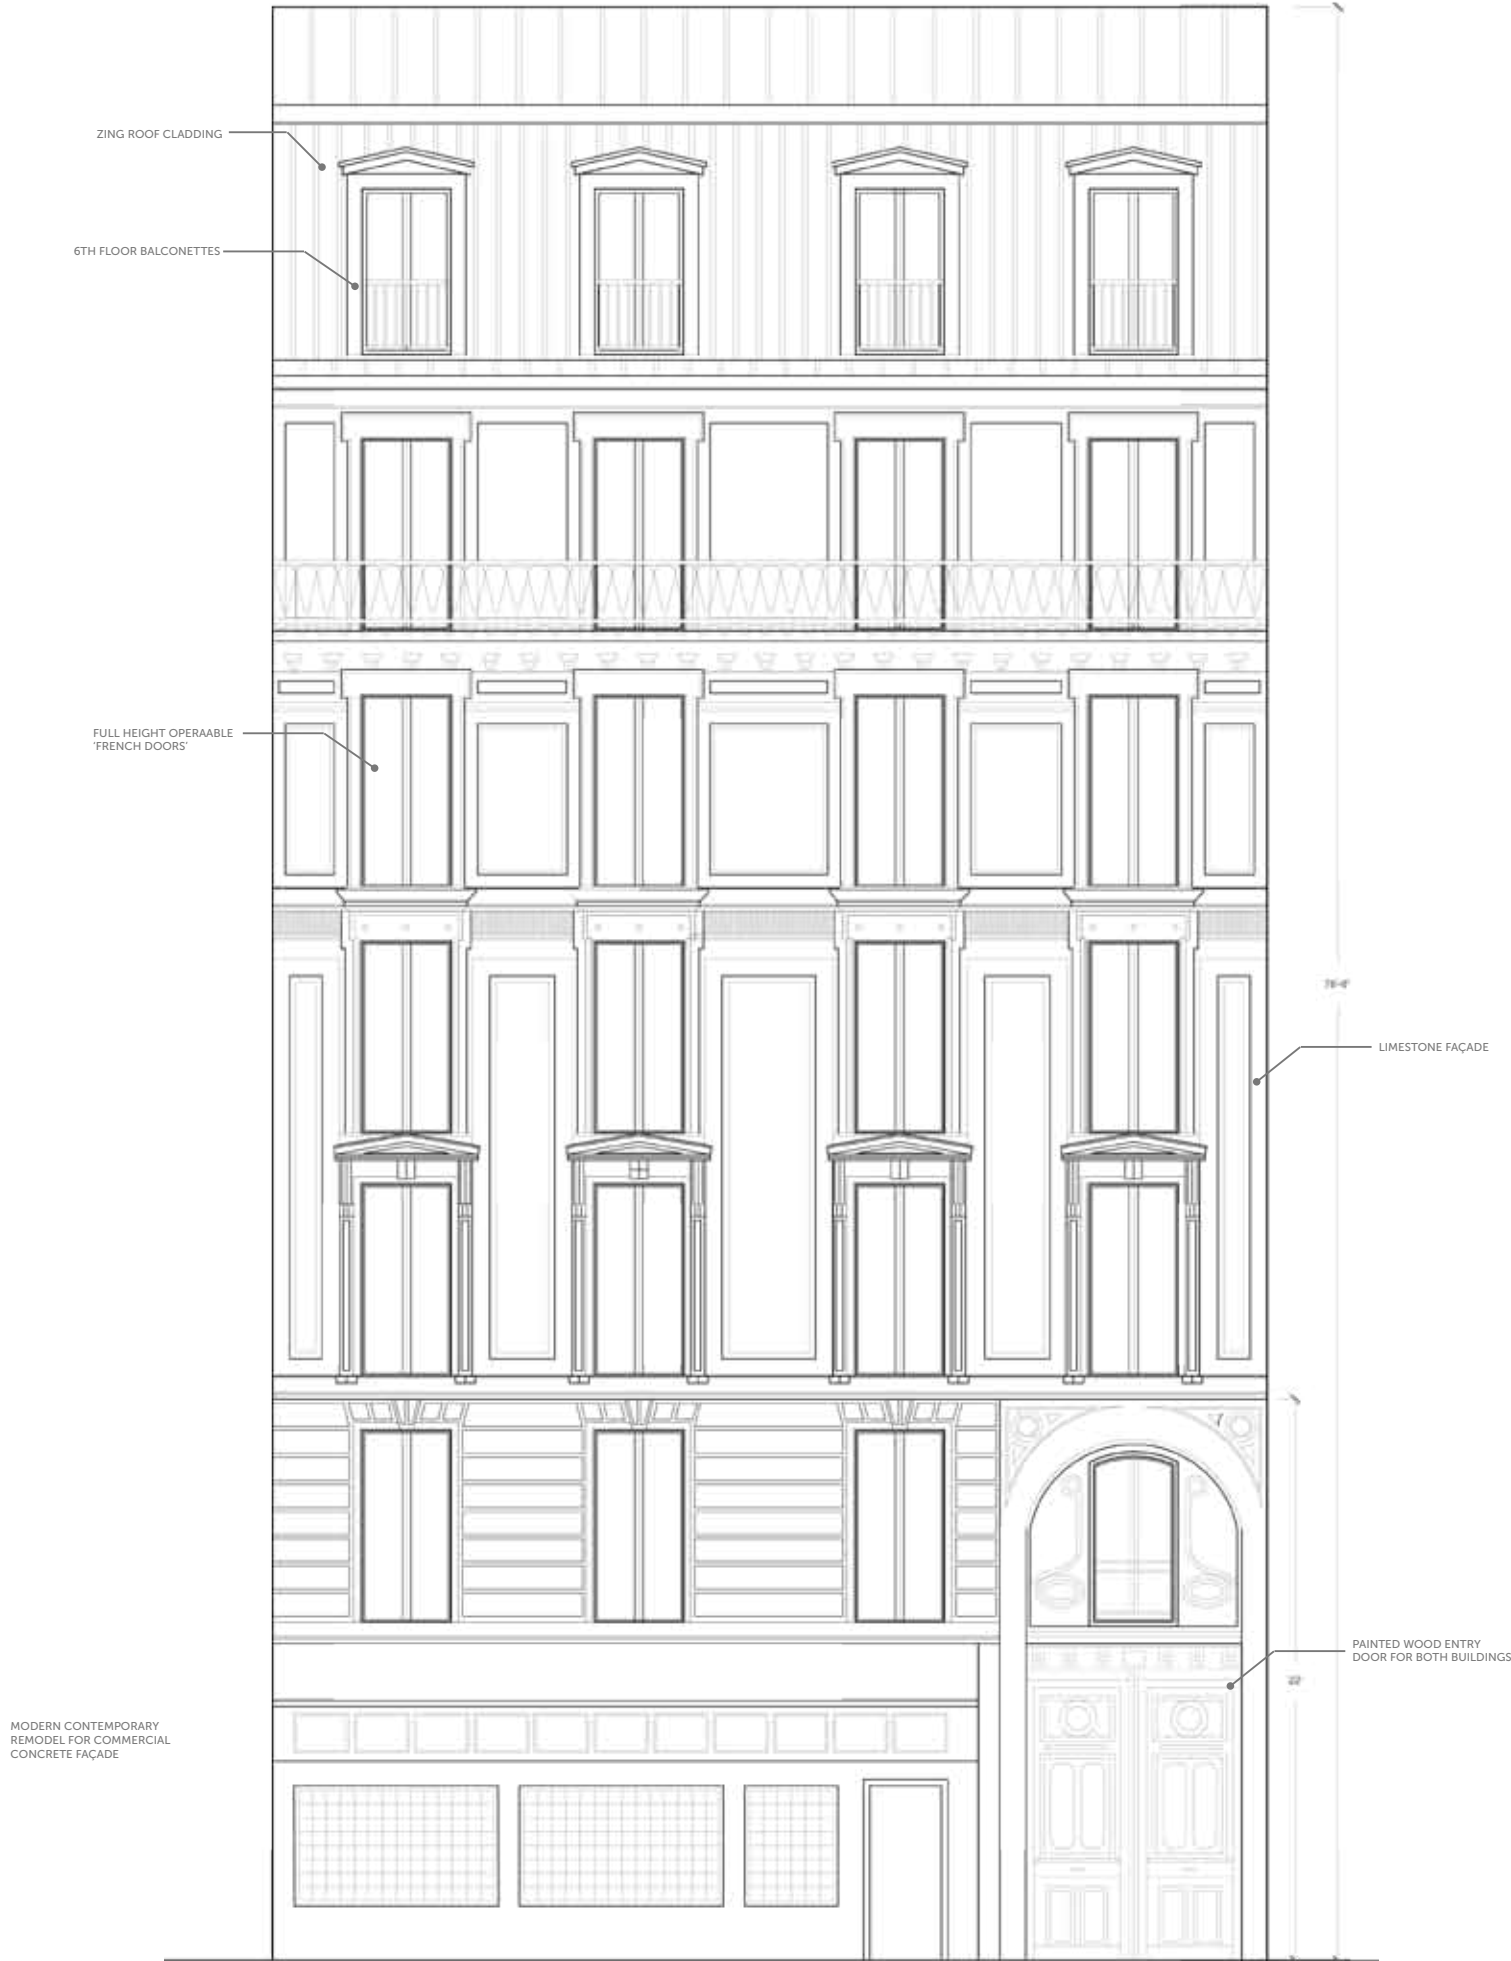 ZING ROOF CLADDING
6TH FLOOR BALCONETTES
FULL HEIGHT OPERAABLE
'FRENCH DOORS'
LIMESTONE FAÇADE
PAINTED WOOD ENTRY
DOOR FOR BOTH BUILDINGS
MODERN CONTEMPORARY
REMODEL FOR COMMERCIAL
CONCRETE FAÇADE